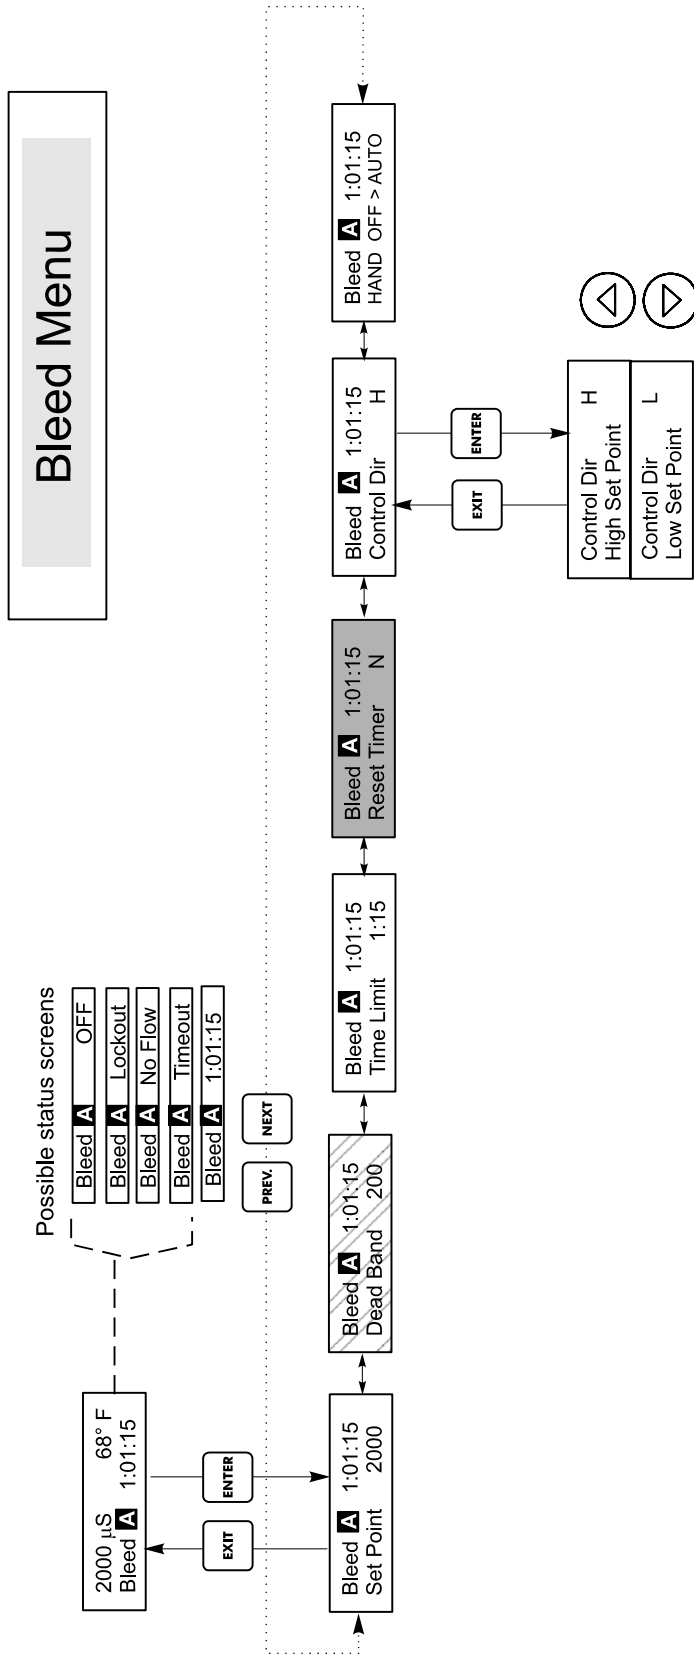 Bleed Menu
Possible status screens
Bleed A OFF
Bleed A Lockout
Bleed A No Flow
Bleed A Timeout
Bleed A 1:01:15
2000 µS 68° F
Bleed A 1:01:15
EXIT
ENTER
PREV.
NEXT
Bleed A 1:01:15
Set Point 2000
Bleed A 1:01:15
Dead Band 200
Bleed A 1:01:15
Time Limit 1:15
Bleed A 1:01:15
Reset Timer N
Bleed A 1:01:15
Control Dir H
Bleed A 1:01:15
HAND OFF > AUTO
EXIT
ENTER
Control Dir H
High Set Point
Control Dir L
Low Set Point